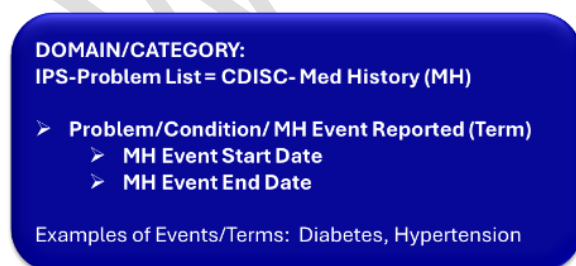 DOMAIN/CATEGORY:
IPS-Problem List = CDISC- Med History (MH)
➢ Problem/Condition/ MH Event Reported (Term)
➢ MH Event Start Date
➢ MH Event End Date
Examples of Events/Terms: Diabetes, Hypertension